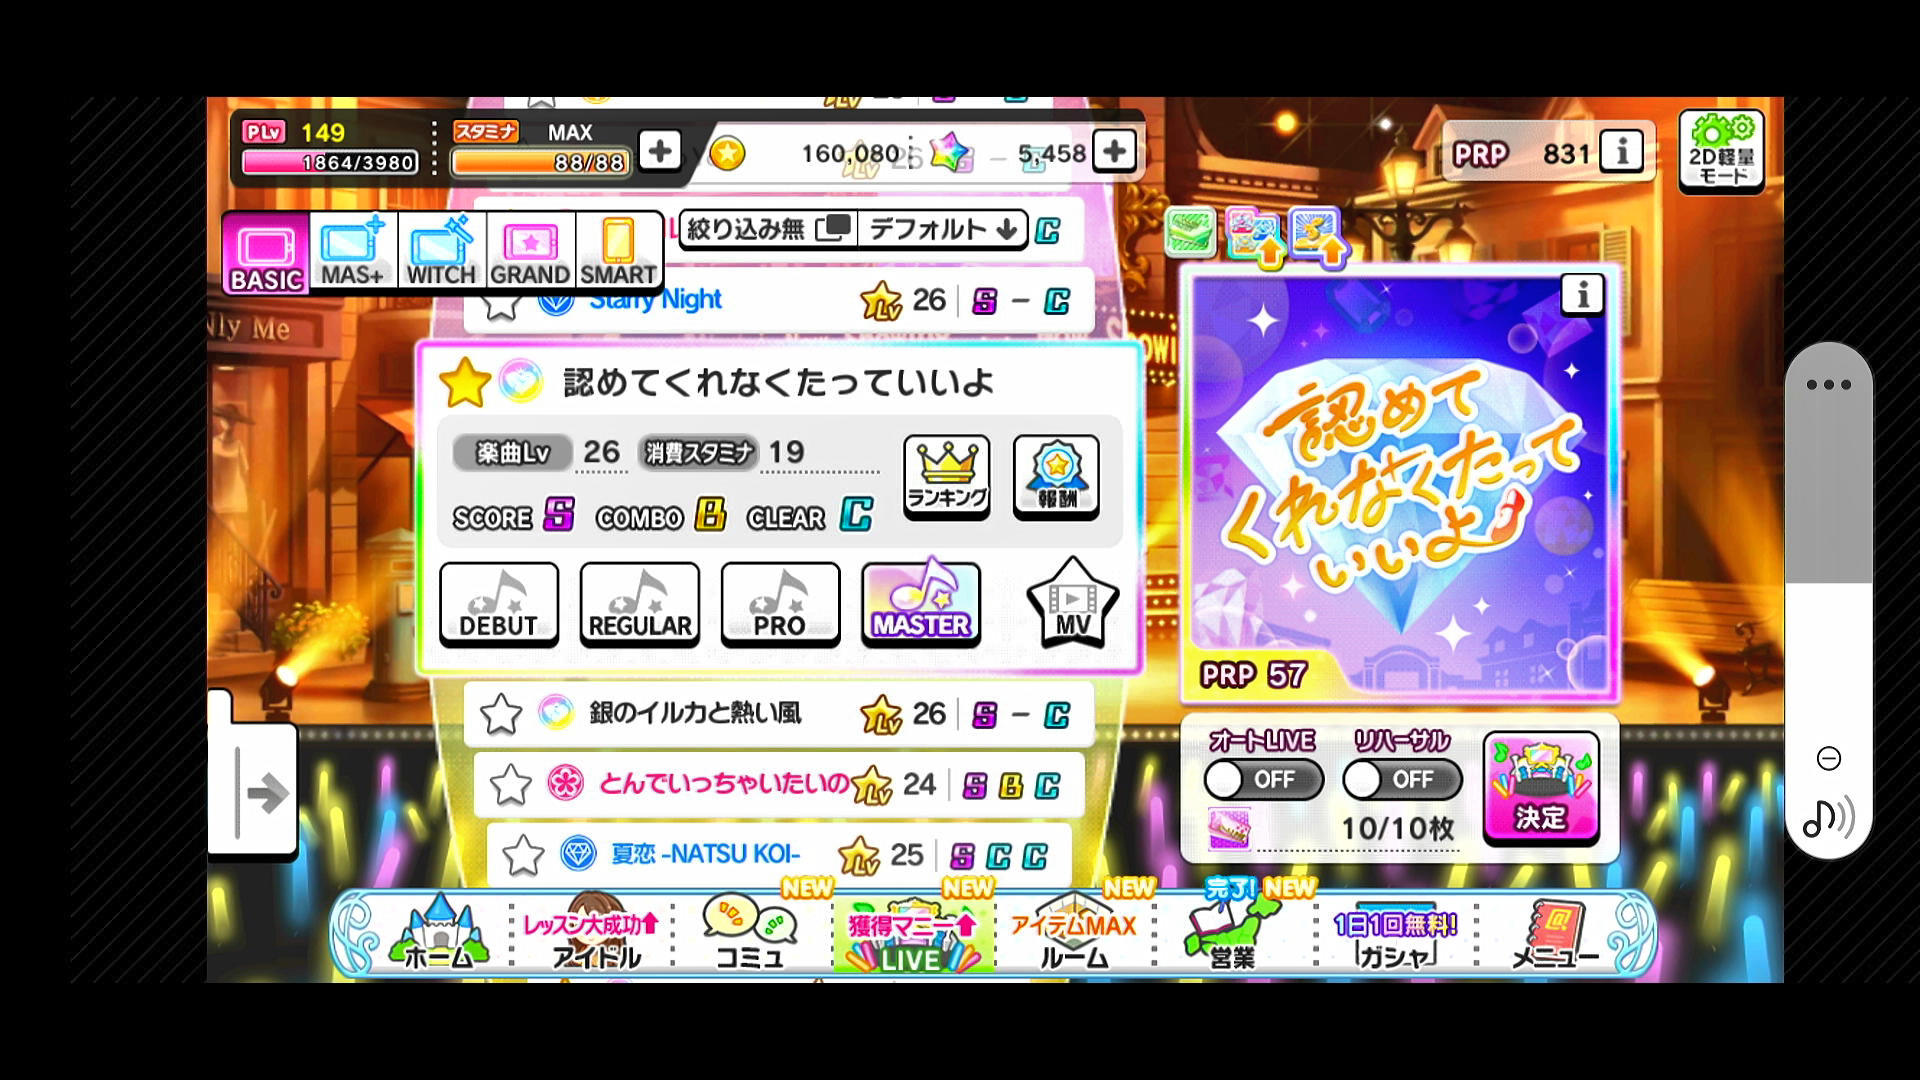 PLv 149
1864/3980
スタミナ MAX
88/88
160,080
5,458
PRP 831
2D軽量
モード
BASIC
MAS+
WITCH
GRAND
SMART
絞り込み無
デフォルト
C
Starry Night
Lv 26 S - C
認めてくれなくたっていいよ
楽曲Lv 26 消費スタミナ 19
SCORE S COMBO B CLEAR C
ランキング
報酬
DEBUT
REGULAR
PRO
MASTER
MV
銀のイルカと熱い風
Lv 26 S - C
とんでいっちゃいたいの
Lv 24 S B C
夏恋 -NATSU KOI-
Lv 25 S C C
認めて
くれなくたって
いいよ
PRP 57
オートLIVE
OFF
リハーサル
OFF
10/10枚
決定
ホーム
レッスン大成功
アイドル
NEW
コミュ
NEW
獲得マニー
LIVE
NEW
アイテムMAX
ルーム
完了! NEW
営業
1日1回無料!
ガシャ
メニュー